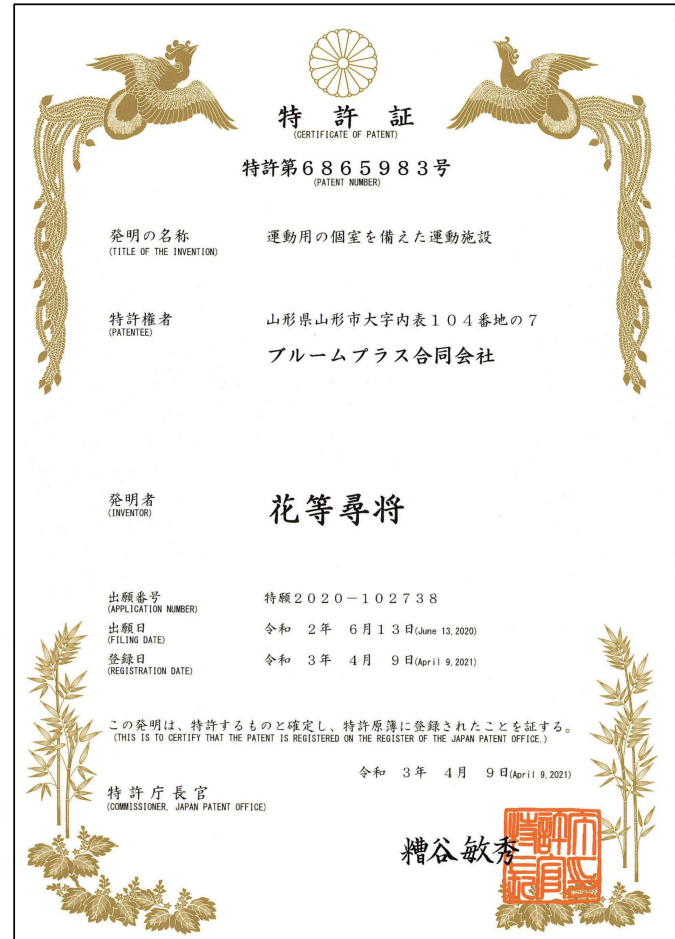 特許証
(CERTIFICATE OF PATENT)
特許第6865983号
(PATENT NUMBER)
発明の名称 運動用の個室を備えた運動施設
(TITLE OF THE INVENTION)
特許権者 山形県山形市大字内表104番地の7
(PATENTEE)
ブルームプラス合同会社
発明者 花等尋将
(INVENTOR)
出願番号 特願2020-102738
(APPLICATION NUMBER)
出願日 令和 2年 6月13日(June 13,2020)
(FILING DATE)
登録日 令和 3年 4月 9日(April 9,2021)
(REGISTRATION DATE)
この発明は、特許するものと確定し、特許原簿に登録されたことを証する。
(THIS IS TO CERTIFY THAT THE PATENT IS REGISTERED ON THE REGISTER OF THE JAPAN PATENT OFFICE.)
令和 3年 4月 9日(April 9,2021)
特許庁長官
(COMMISSIONER, JAPAN PATENT OFFICE)
糟谷敏秀